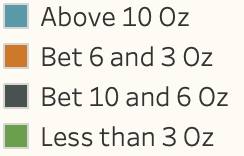 Above 10 Oz
Bet 6 and 3 Oz
Bet 10 and 6 Oz
Less than 3 Oz